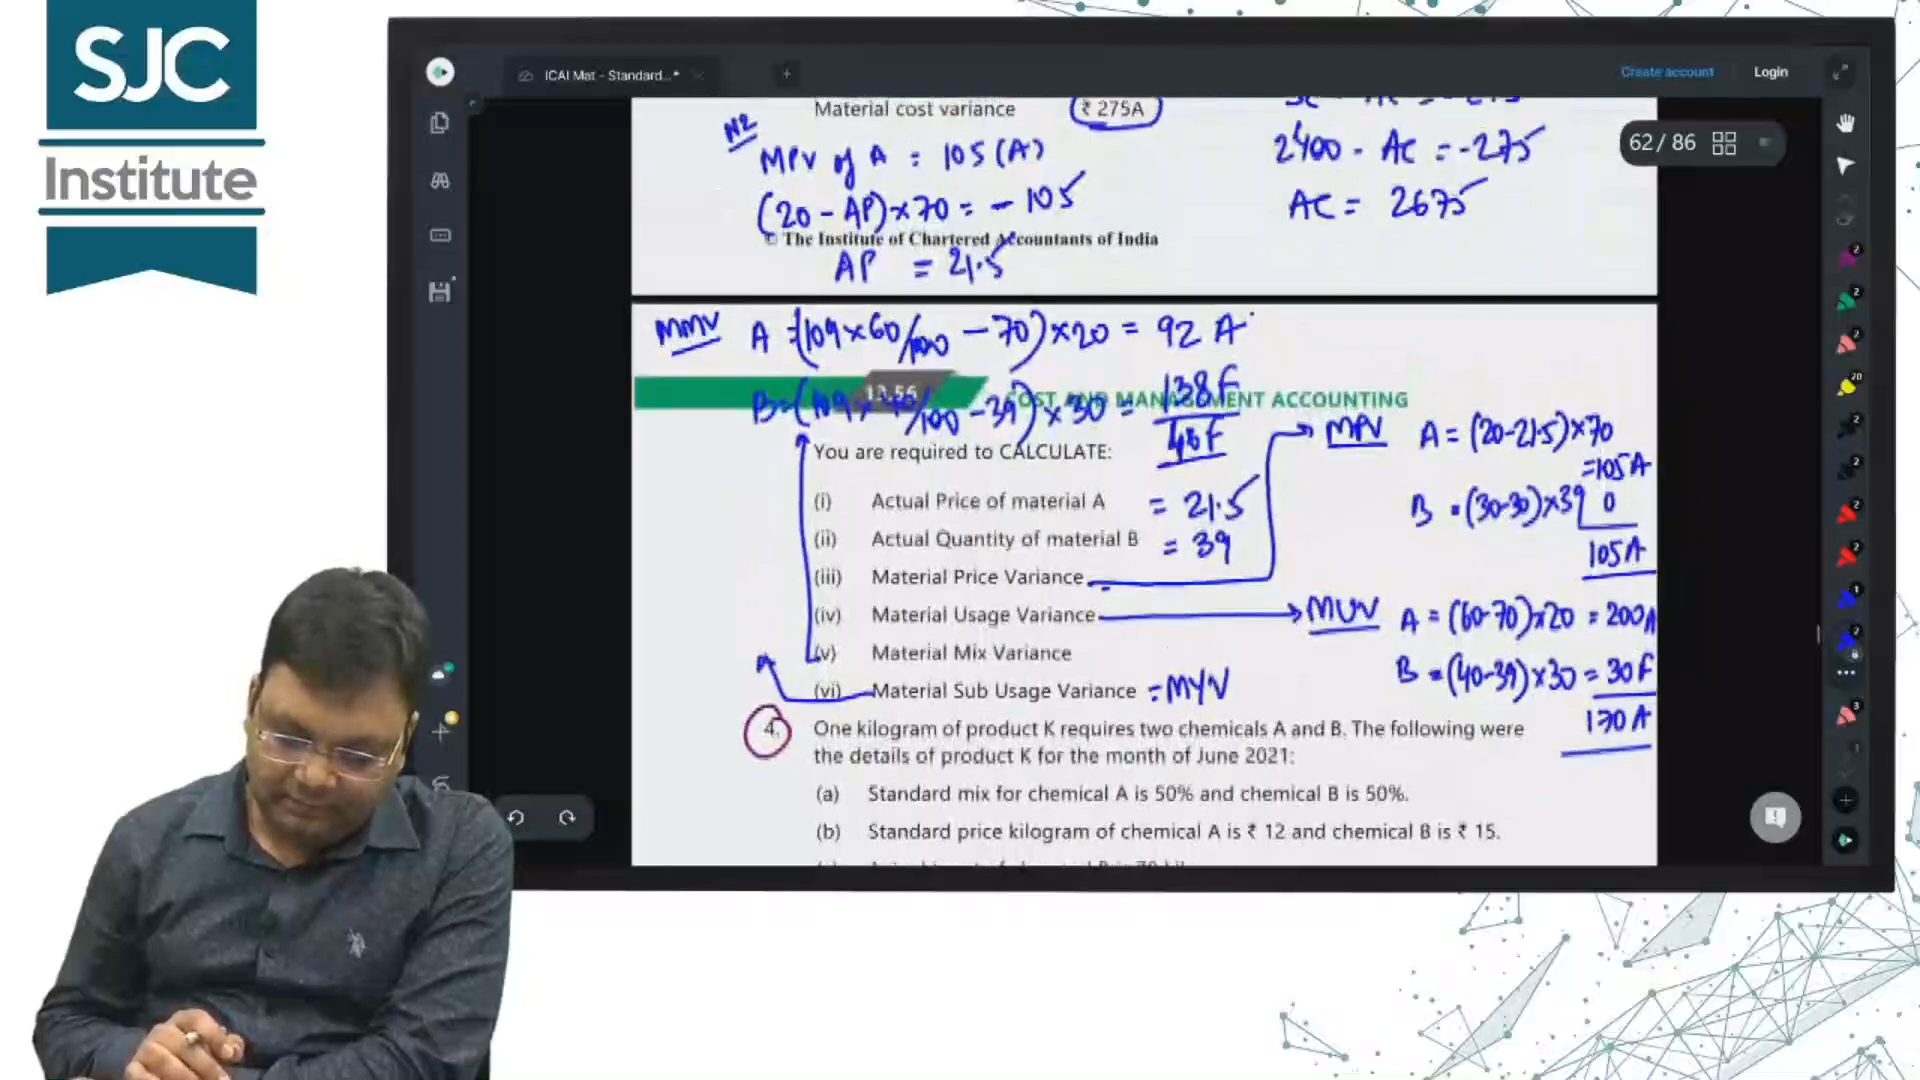 SJC
Institute
ICAI Mat - Standard...*
Create account
Login
62 / 86
Material cost variance ₹ 275A
N2
MPV of A = 105 (A)
(20 - AP) x 70 = - 105
© The Institute of Chartered Accountants of India
AP = 21.5
2400 - AC = -275
AC = 2675
MMV A = (109 x 60/100 - 70) x 20 = 92 A
B = (109 x 40/100 - 39) x 30 = 138 F
COST AND MANAGEMENT ACCOUNTING
46 F
You are required to CALCULATE:
(i) Actual Price of material A = 21.5
(ii) Actual Quantity of material B = 39
(iii) Material Price Variance
(iv) Material Usage Variance
(v) Material Mix Variance
(vi) Material Sub Usage Variance = MYV
MPV A = (20-21.5) x 70
= 105 A
B = (30-30) x 39 0
105 A
MUV A = (60-70) x 20 = 200 A
B = (40-39) x 30 = 30 F
170 A
4. One kilogram of product K requires two chemicals A and B. The following were
the details of product K for the month of June 2021:
(a) Standard mix for chemical A is 50% and chemical B is 50%.
(b) Standard price kilogram of chemical A is ₹ 12 and chemical B is ₹ 15.